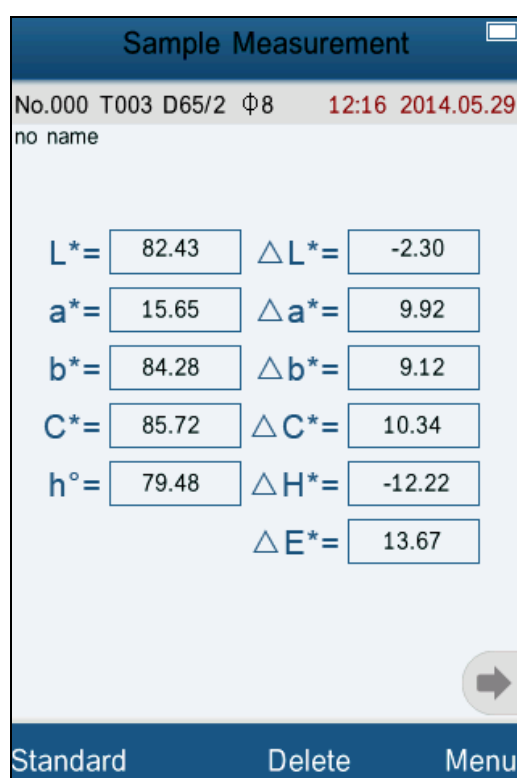 Sample Measurement
No.000 T003 D65/2 Φ8 12:16 2014.05.29
no name
L*= 82.43 △L*= -2.30
a*= 15.65 △a*= 9.92
b*= 84.28 △b*= 9.12
C*= 85.72 △C*= 10.34
h°= 79.48 △H*= -12.22
△E*= 13.67
Standard Delete Menu